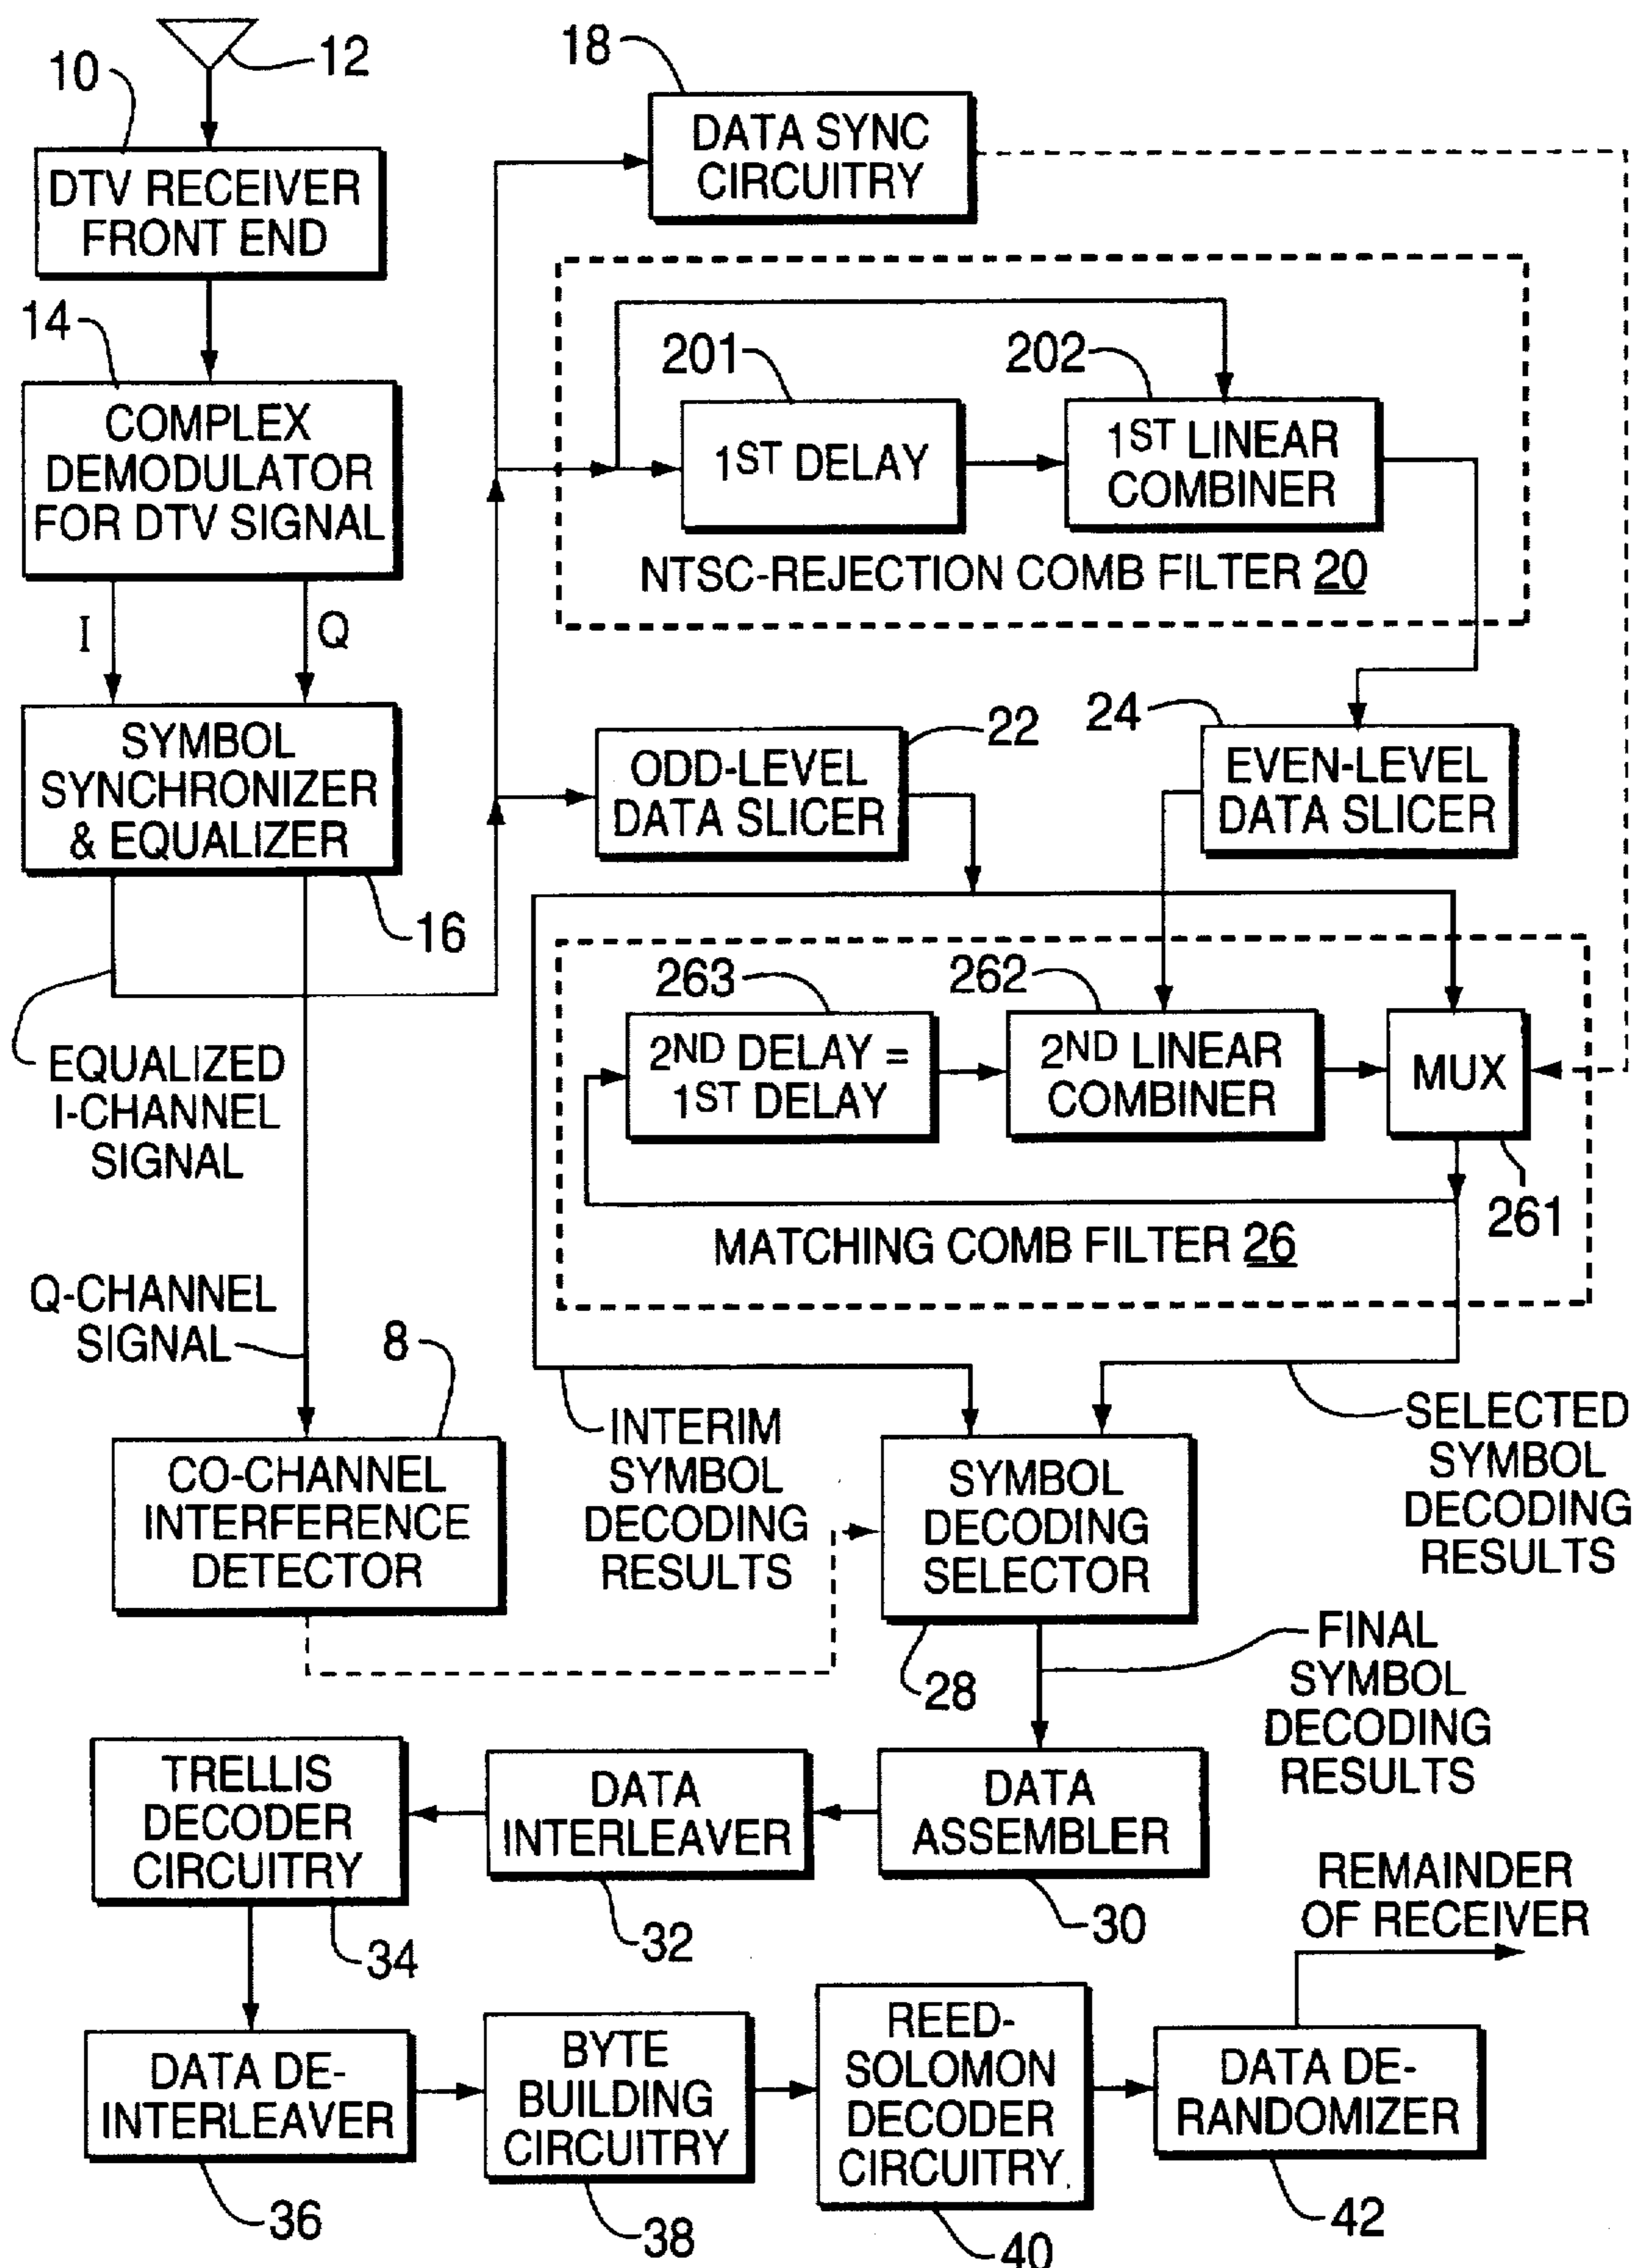 12
10
DTV RECEIVER
FRONT END
18
DATA SYNC
CIRCUITRY
14
COMPLEX
DEMODULATOR
FOR DTV SIGNAL
I
Q
201
1ST DELAY
202
1ST LINEAR
COMBINER
NTSC-REJECTION COMB FILTER 20
SYMBOL
SYNCHRONIZER
& EQUALIZER
16
22
ODD-LEVEL
DATA SLICER
24
EVEN-LEVEL
DATA SLICER
EQUALIZED
I-CHANNEL
SIGNAL
263
2ND DELAY =
1ST DELAY
262
2ND LINEAR
COMBINER
MUX
261
MATCHING COMB FILTER 26
Q-CHANNEL
SIGNAL
8
CO-CHANNEL
INTERFERENCE
DETECTOR
INTERIM
SYMBOL
DECODING
RESULTS
SYMBOL
DECODING
SELECTOR
28
SELECTED
SYMBOL
DECODING
RESULTS
FINAL
SYMBOL
DECODING
RESULTS
TRELLIS
DECODER
CIRCUITRY
34
DATA
INTERLEAVER
32
DATA
ASSEMBLER
30
REMAINDER
OF RECEIVER
DATA DE-
INTERLEAVER
36
BYTE
BUILDING
CIRCUITRY
38
REED-
SOLOMON
DECODER
CIRCUITRY
40
DATA DE-
RANDOMIZER
42